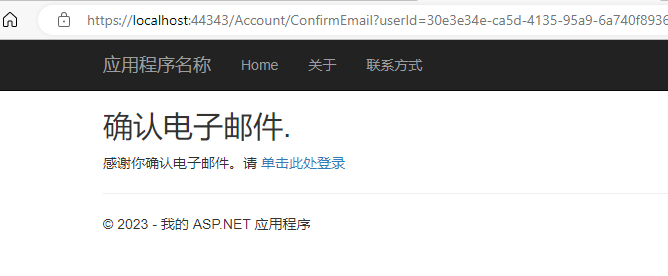 https://localhost:44343/Account/ConfirmEmail?userId=30e3e34e-ca5d-4135-95a9-6a740f8936
应用程序名称 Home 关于 联系方式
确认电子邮件.
感谢你确认电子邮件。请 单击此处登录
© 2023 - 我的 ASP.NET 应用程序